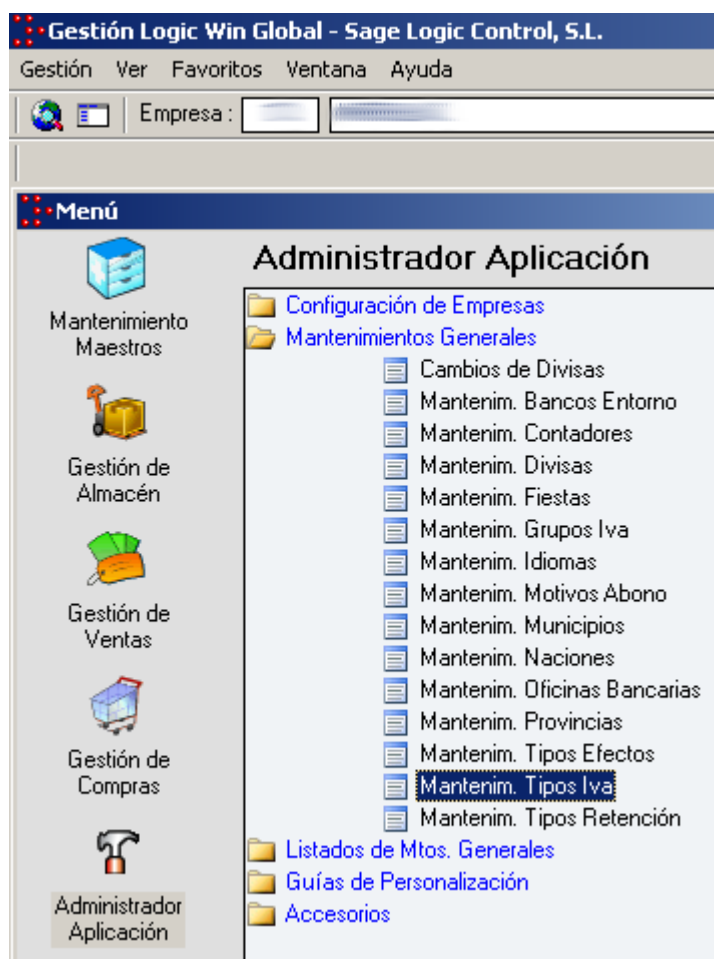 Gestión Logic Win Global - Sage Logic Control, S.L.
Gestión Ver Favoritos Ventana Ayuda
Empresa :
Menú
Mantenimiento
Maestros
Gestión de
Almacén
Gestión de
Ventas
Gestión de
Compras
Administrador
Aplicación
Administrador Aplicación
Configuración de Empresas
Mantenimientos Generales
Cambios de Divisas
Mantenim. Bancos Entorno
Mantenim. Contadores
Mantenim. Divisas
Mantenim. Fiestas
Mantenim. Grupos Iva
Mantenim. Idiomas
Mantenim. Motivos Abono
Mantenim. Municipios
Mantenim. Naciones
Mantenim. Oficinas Bancarias
Mantenim. Provincias
Mantenim. Tipos Efectos
Mantenim. Tipos Iva
Mantenim. Tipos Retención
Listados de Mtos. Generales
Guías de Personalización
Accesorios